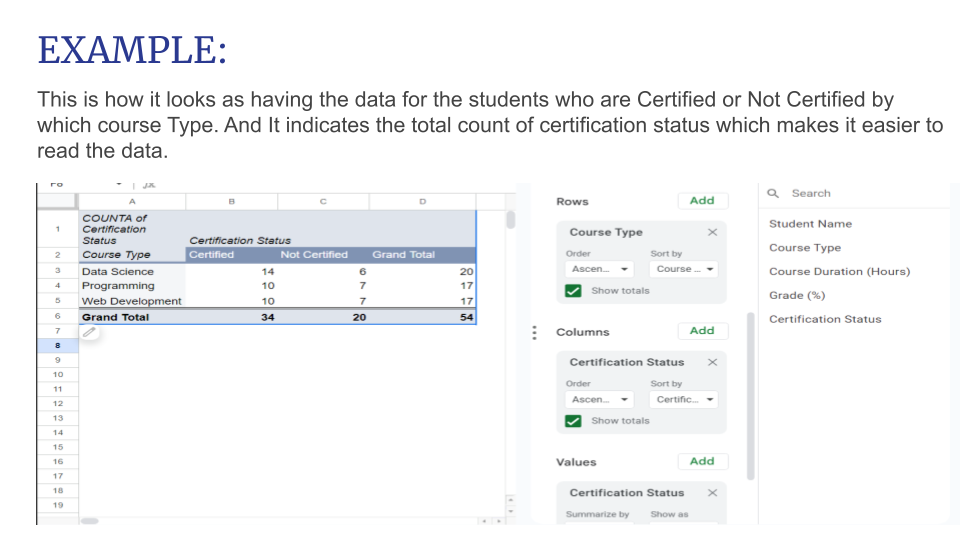 EXAMPLE:
This is how it looks as having the data for the students who are Certified or Not Certified by
which course Type. And It indicates the total count of certification status which makes it easier to
read the data.
A B C D
1 COUNTA of
Certification
Status Certification Status
2 Course Type Certified Not Certified Grand Total
3 Data Science 14 6 20
4 Programming 10 7 17
5 Web Development 10 7 17
6 Grand Total 34 20 54
7
8
9
10
11
12
13
14
15
16
17
18
19
Rows Add
Course Type
Order Sort by
Ascen... Course ...
Show totals
Columns Add
Certification Status
Order Sort by
Ascen... Certific...
Show totals
Values Add
Certification Status
Summarize by Show as
Search
Student Name
Course Type
Course Duration (Hours)
Grade (%)
Certification Status